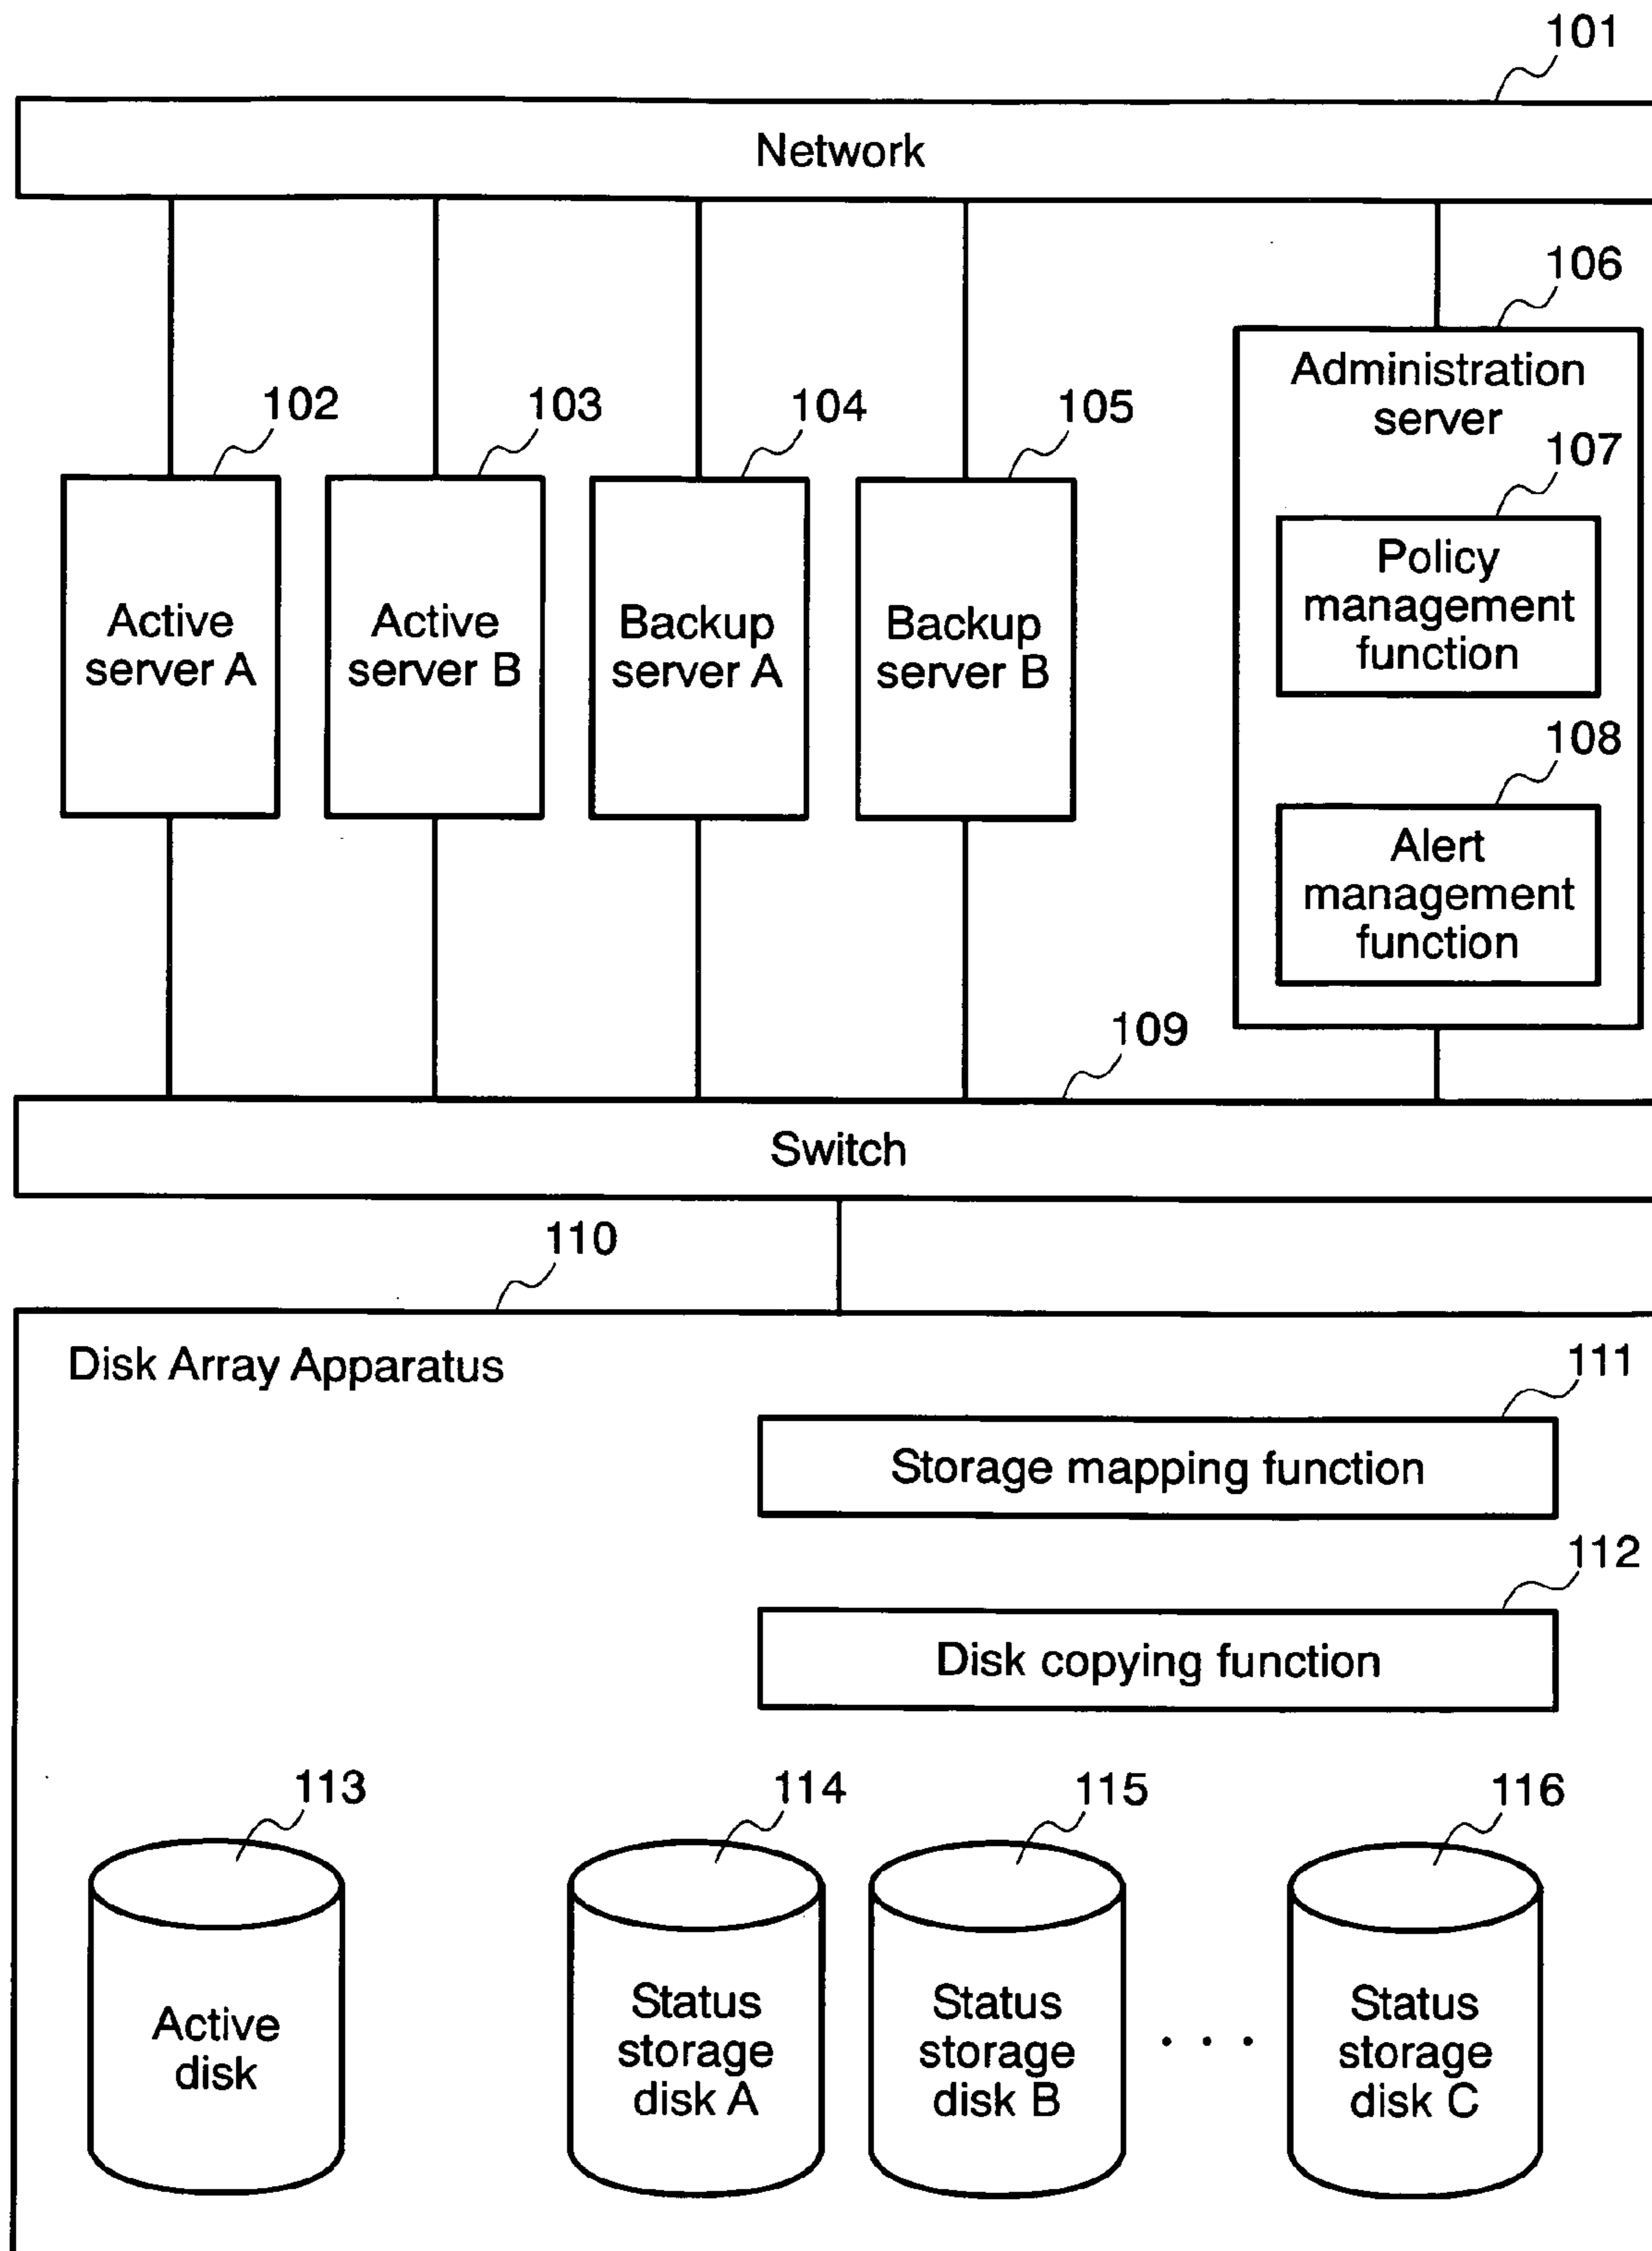 101
Network
106
Administration
server
102
103
104
105
107
Policy
management
function
Active
server A
Active
server B
Backup
server A
Backup
server B
108
Alert
management
function
109
Switch
110
Disk Array Apparatus
111
Storage mapping function
112
Disk copying function
113
114
115
116
Active
disk
Status
storage
disk A
Status
storage
disk B
. . .
Status
storage
disk C